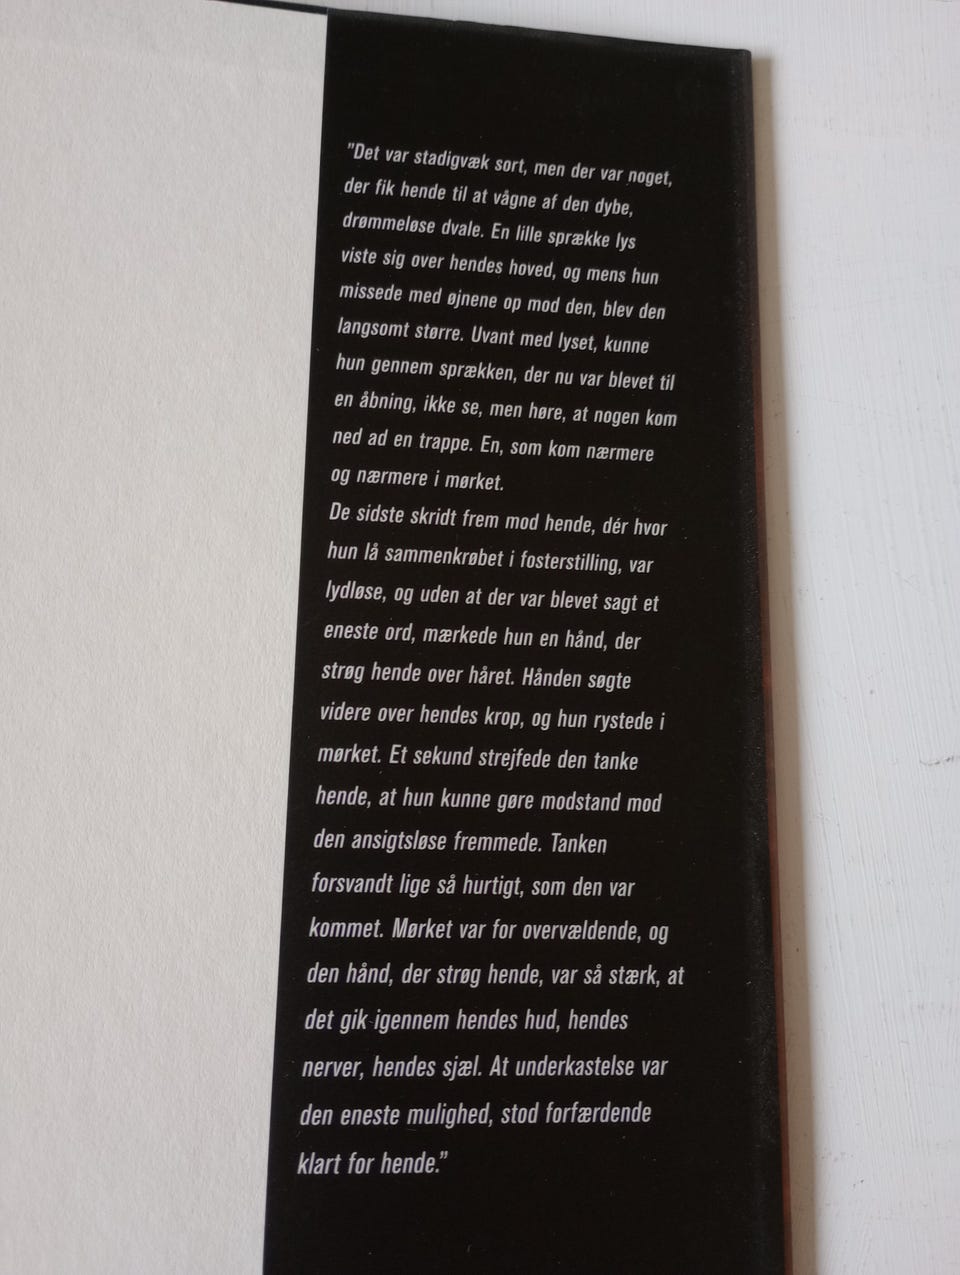 ”Det var stadigvæk sort, men der var noget,
der fik hende til at vågne af den dybe,
drømmeløse dvale. En lille sprække lys
viste sig over hendes hoved, og mens hun
missede med øjnene op mod den, blev den
langsomt større. Uvant med lyset, kunne
hun gennem sprækken, der nu var blevet til
en åbning, ikke se, men høre, at nogen kom
ned ad en trappe. En, som kom nærmere
og nærmere i mørket.
De sidste skridt frem mod hende, dér hvor
hun lå sammenkrøbet i fosterstilling, var
lydløse, og uden at der var blevet sagt et
eneste ord, mærkede hun en hånd, der
strøg hende over håret. Hånden søgte
videre over hendes krop, og hun rystede i
mørket. Et sekund strejfede den tanke
hende, at hun kunne gøre modstand mod
den ansigtsløse fremmede. Tanken
forsvandt lige så hurtigt, som den var
kommet. Mørket var for overvældende, og
den hånd, der strøg hende, var så stærk, at
det gik igennem hendes hud, hendes
nerver, hendes sjæl. At underkastelse var
den eneste mulighed, stod forfærdende
klart for hende.”